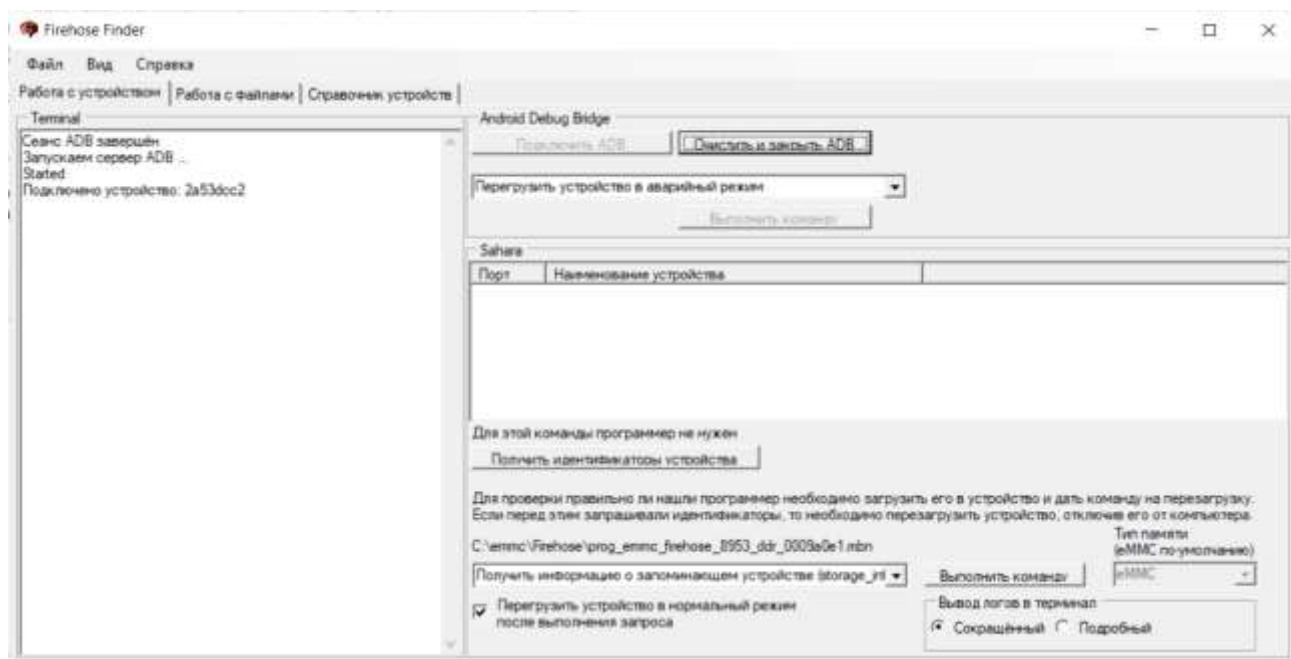 Firehose Finder
Файл Вид Справка
Работа с устройством Работа с файлами Справочник устройств
Terminal
Сеанс ADB завершён
Запускаем сервер ADB ...
Started
Подключено устройство: 2a53dcc2
Android Debug Bridge
Подключить ADB Очистить и закрыть ADB
Перегрузить устройство в аварийный режим
Выполнить команду
Sahara
Порт Наименование устройства
Для этой команды программер не нужен
Получить идентификаторы устройства
Для проверки правильно ли нашли программер необходимо загрузить его в устройство и дать команду на перезагрузку.
Если перед этим запрашивали идентификаторы, то необходимо перезагрузить устройство, отключив его от компьютера.
Тип памяти
(eMMC по-умолчанию)
C:\emmc\Firehose\prog_emmc_firehose_8953_ddr_0009a0e1.mbn
Получить информацию о запоминающем устройстве (storage_inf Выполнить команду eMMC
Перегрузить устройство в нормальный режим
после выполнения запроса
Вывод логов в терминал
Сокращённый Подробный